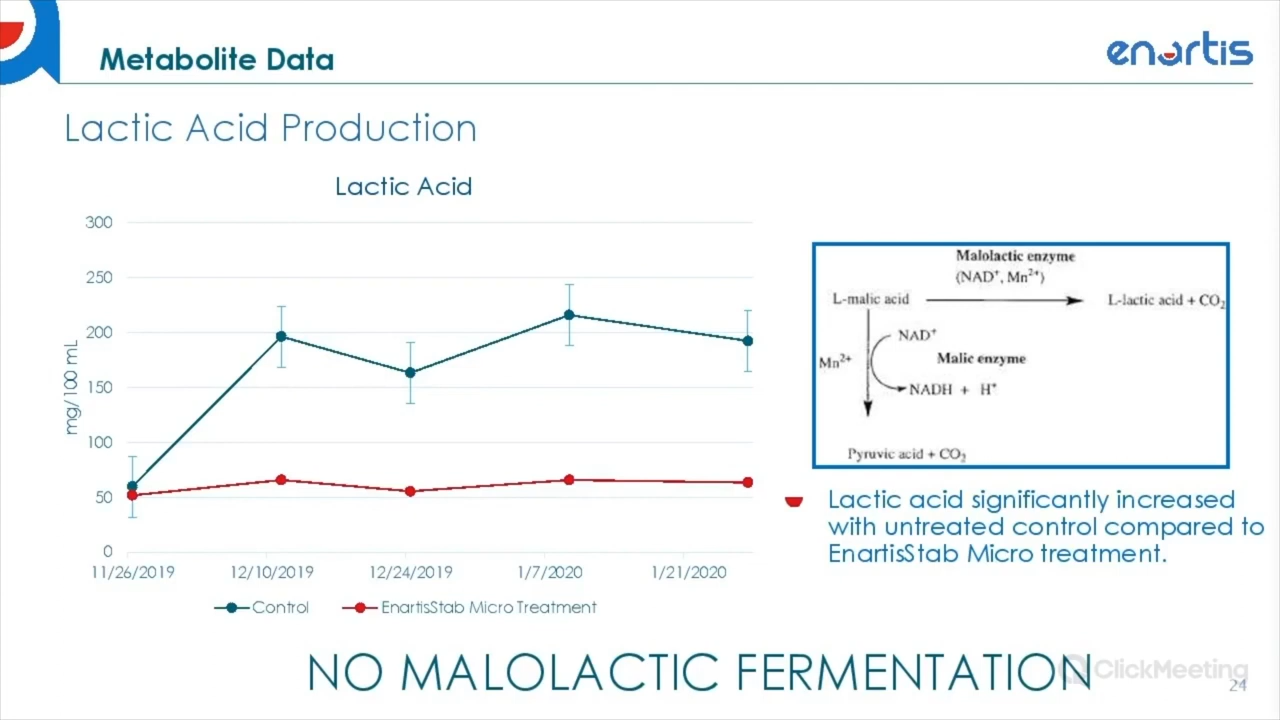 Metabolite Data
enartis
Lactic Acid Production
Lactic Acid
300
250
200
150
100
50
0
mg/100 mL
11/26/2019 12/10/2019 12/24/2019 1/7/2020 1/21/2020
Control EnartisStab Micro Treatment
Malolactic enzyme
(NAD⁺, Mn²⁺)
L-malic acid L-lactic acid + CO₂
NAD⁺
Mn²⁺ Malic enzyme
NADH + H⁺
Pyruvic acid + CO₂
Lactic acid significantly increased
with untreated control compared to
EnartisStab Micro treatment.
NO MALOLACTIC FERMENTATION
ClickMeeting
24